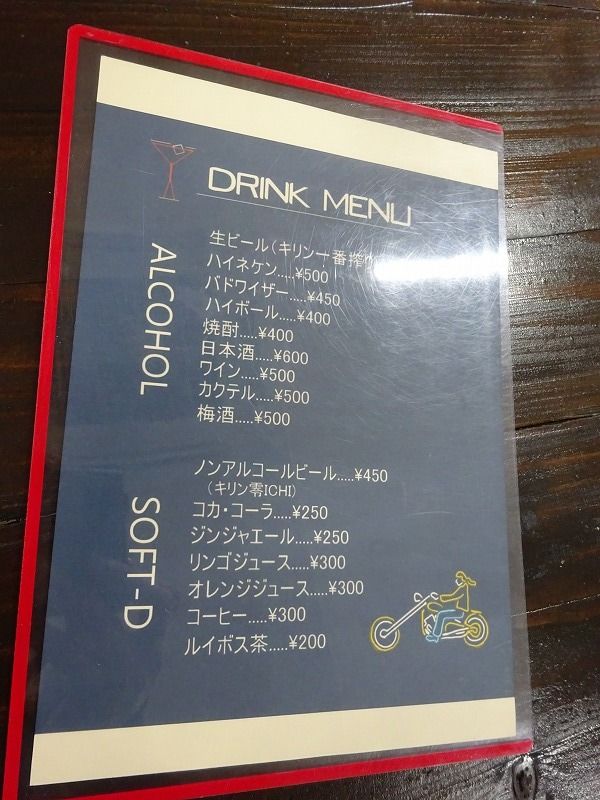 DRINK MENU
ALCOHOL
生ビール(キリン一番搾り
ハイネケン.....¥500
バドワイザー.....¥450
ハイボール.....¥400
焼酎.....¥400
日本酒.....¥600
ワイン.....¥500
カクテル.....¥500
梅酒.....¥500
SOFT-D
ノンアルコールビール.....¥450
(キリン零ICHI)
コカ・コーラ.....¥250
ジンジャエール.....¥250
リンゴジュース.....¥300
オレンジジュース.....¥300
コーヒー.....¥300
ルイボス茶.....¥200